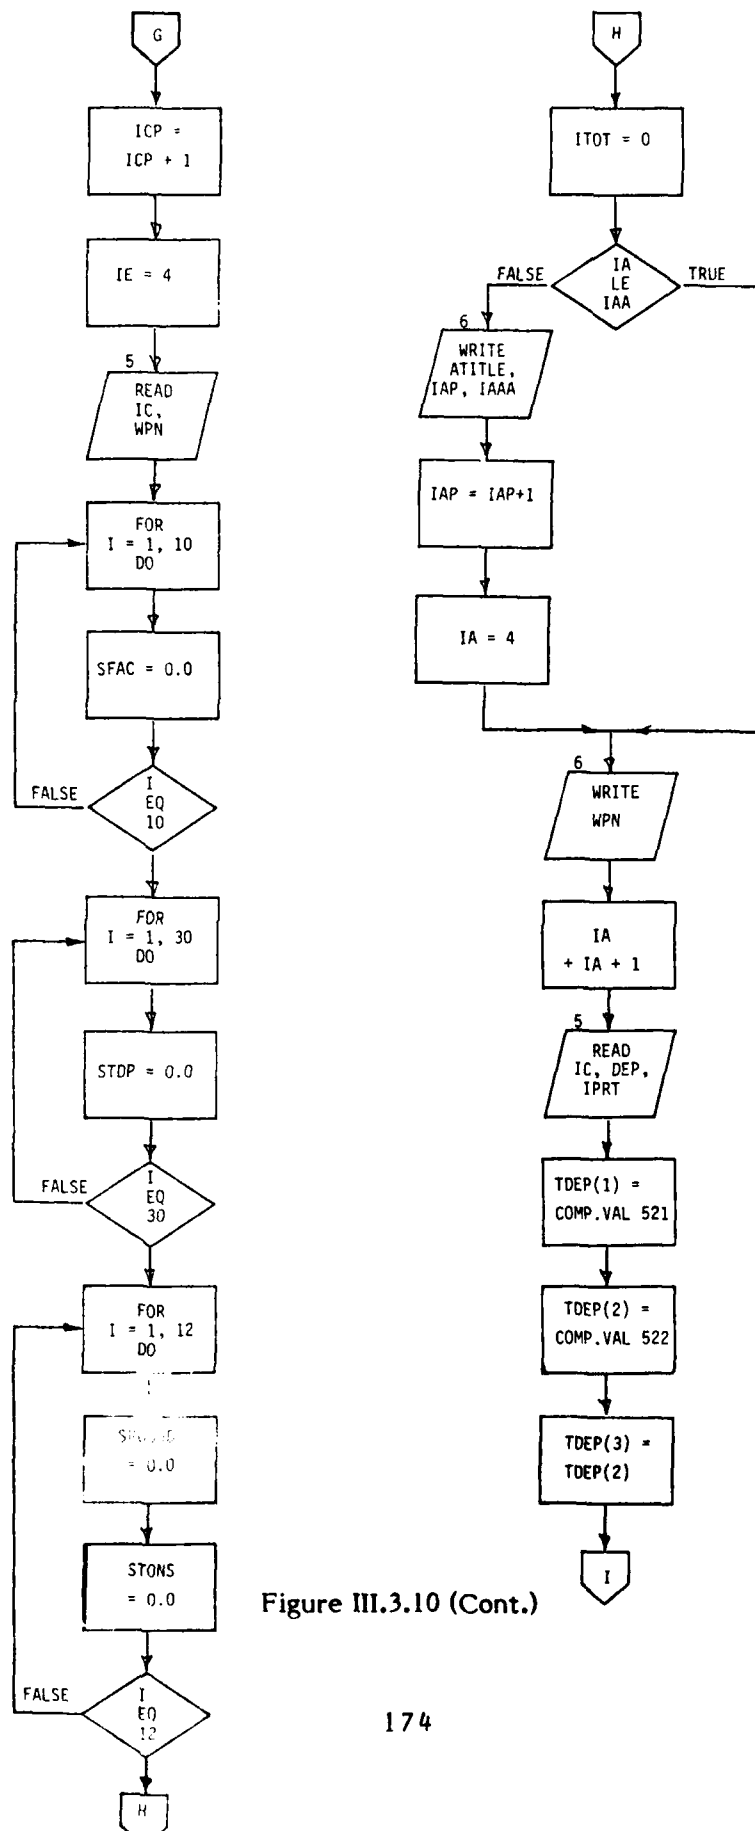 G
ICP =
ICP + 1
IE = 4
5
READ
IC,
WPN
FOR
I = 1, 10
DO
SFAC = 0.0
FALSE
I
EQ
10
FOR
I = 1, 30
DO
STDP = 0.0
FALSE
I
EQ
30
FOR
I = 1, 12
DO
= 0.0
STONS
= 0.0
FALSE
I
EQ
12
H
H
ITOT = 0
FALSE
IA
LE
IAA
TRUE
6
WRITE
ATITLE,
IAP, IAAA
IAP = IAP+1
IA = 4
6
WRITE
WPN
IA
+ IA + 1
5
READ
IC, DEP,
IPRT
TDEP(1) =
COMP.VAL 521
TDEP(2) =
COMP.VAL 522
TDEP(3) =
TDEP(2)
I
Figure III.3.10 (Cont.)
174